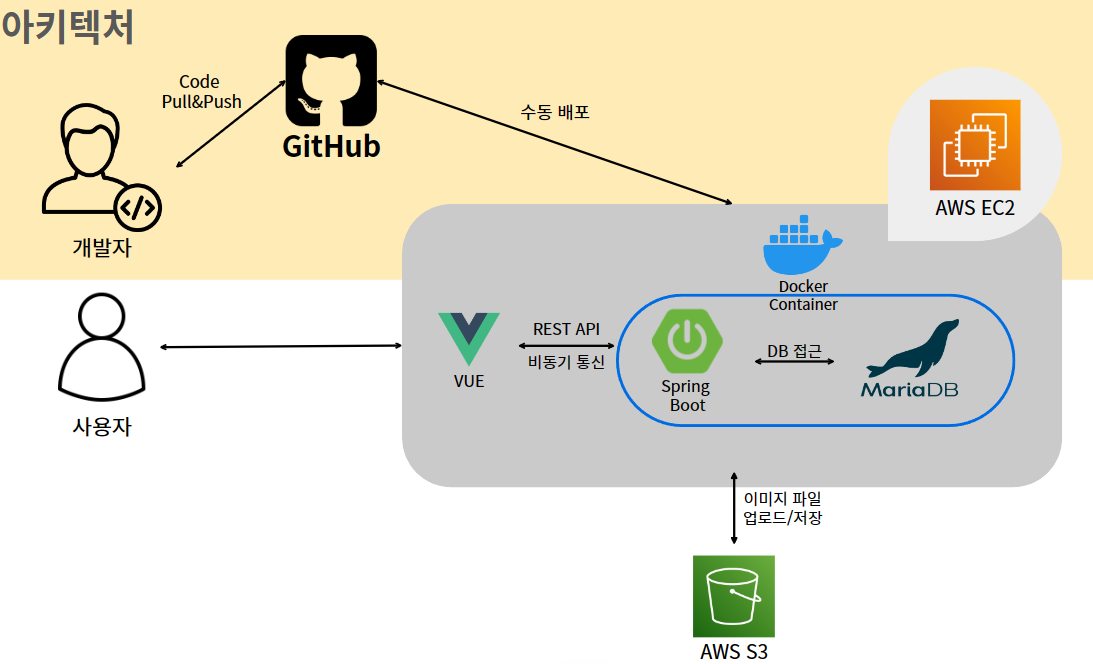 아키텍처
Code
Pull&Push
GitHub
수동 배포
AWS EC2
개발자
Docker
Container
REST API
비동기 통신
VUE
Spring
Boot
DB 접근
MariaDB
사용자
이미지 파일
업로드/저장
AWS S3